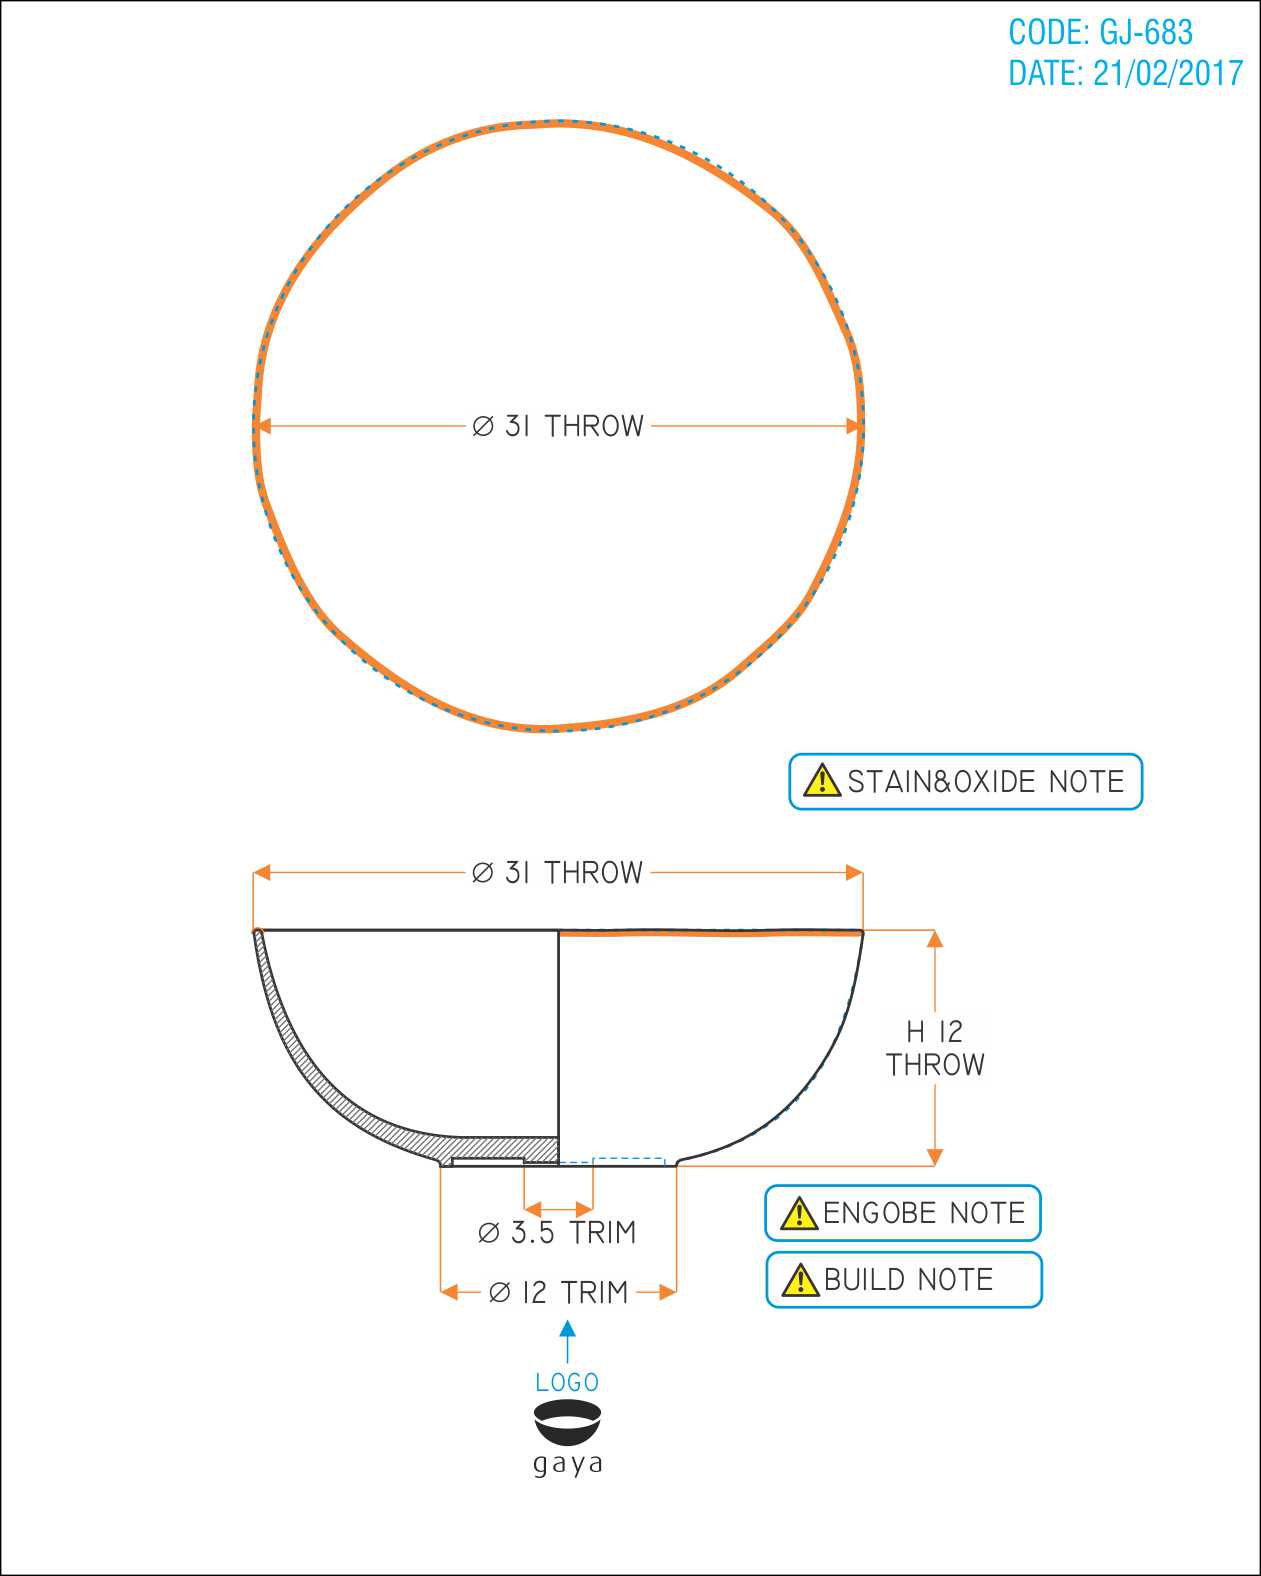 CODE: GJ-683
DATE: 21/02/2017
Ø 31 THROW
STAIN&OXIDE NOTE
Ø 31 THROW
H 12
THROW
ENGOBE NOTE
Ø 3.5 TRIM
BUILD NOTE
Ø 12 TRIM
LOGO
gaya